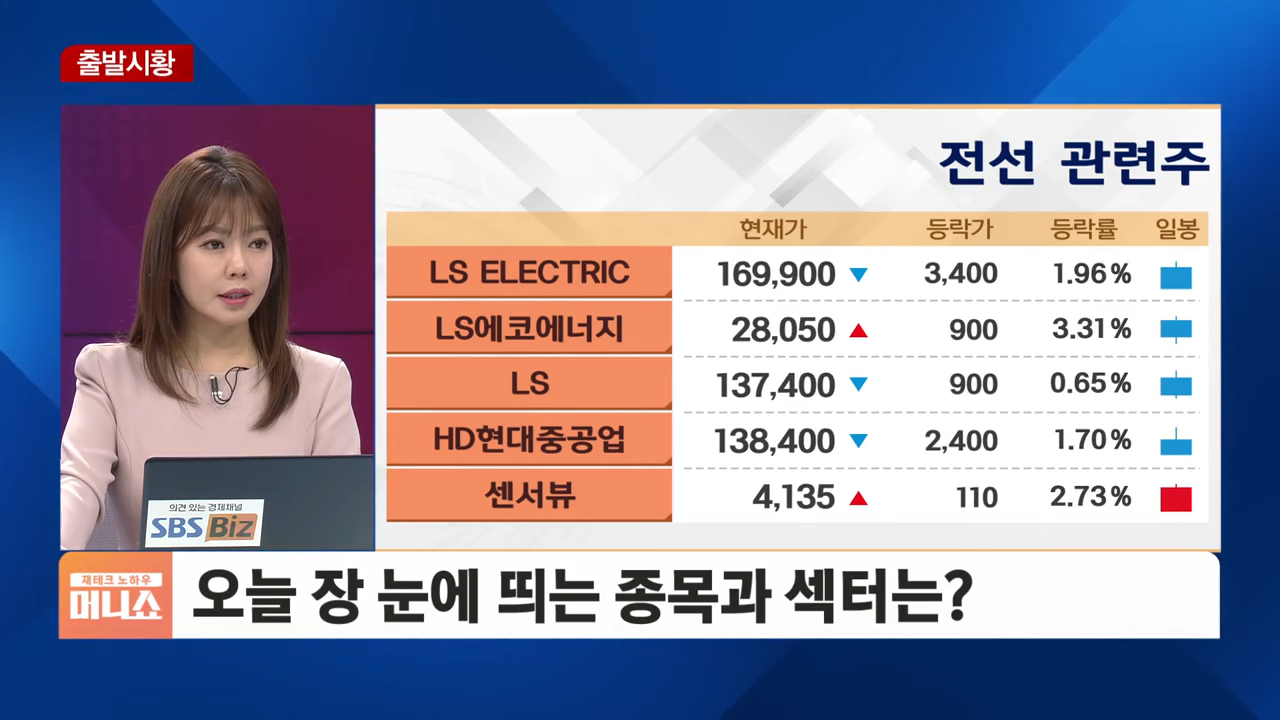 출발시황
전선 관련주
현재가 등락가 등락률 일봉
LS ELECTRIC 169,900 ▼ 3,400 1.96%
LS에코에너지 28,050 ▲ 900 3.31%
LS 137,400 ▼ 900 0.65%
HD현대중공업 138,400 ▼ 2,400 1.70%
센서뷰 4,135 ▲ 110 2.73%
의견 있는 경제채널
SBS Biz
재테크 노하우
머니쇼
오늘 장 눈에 띄는 종목과 섹터는?